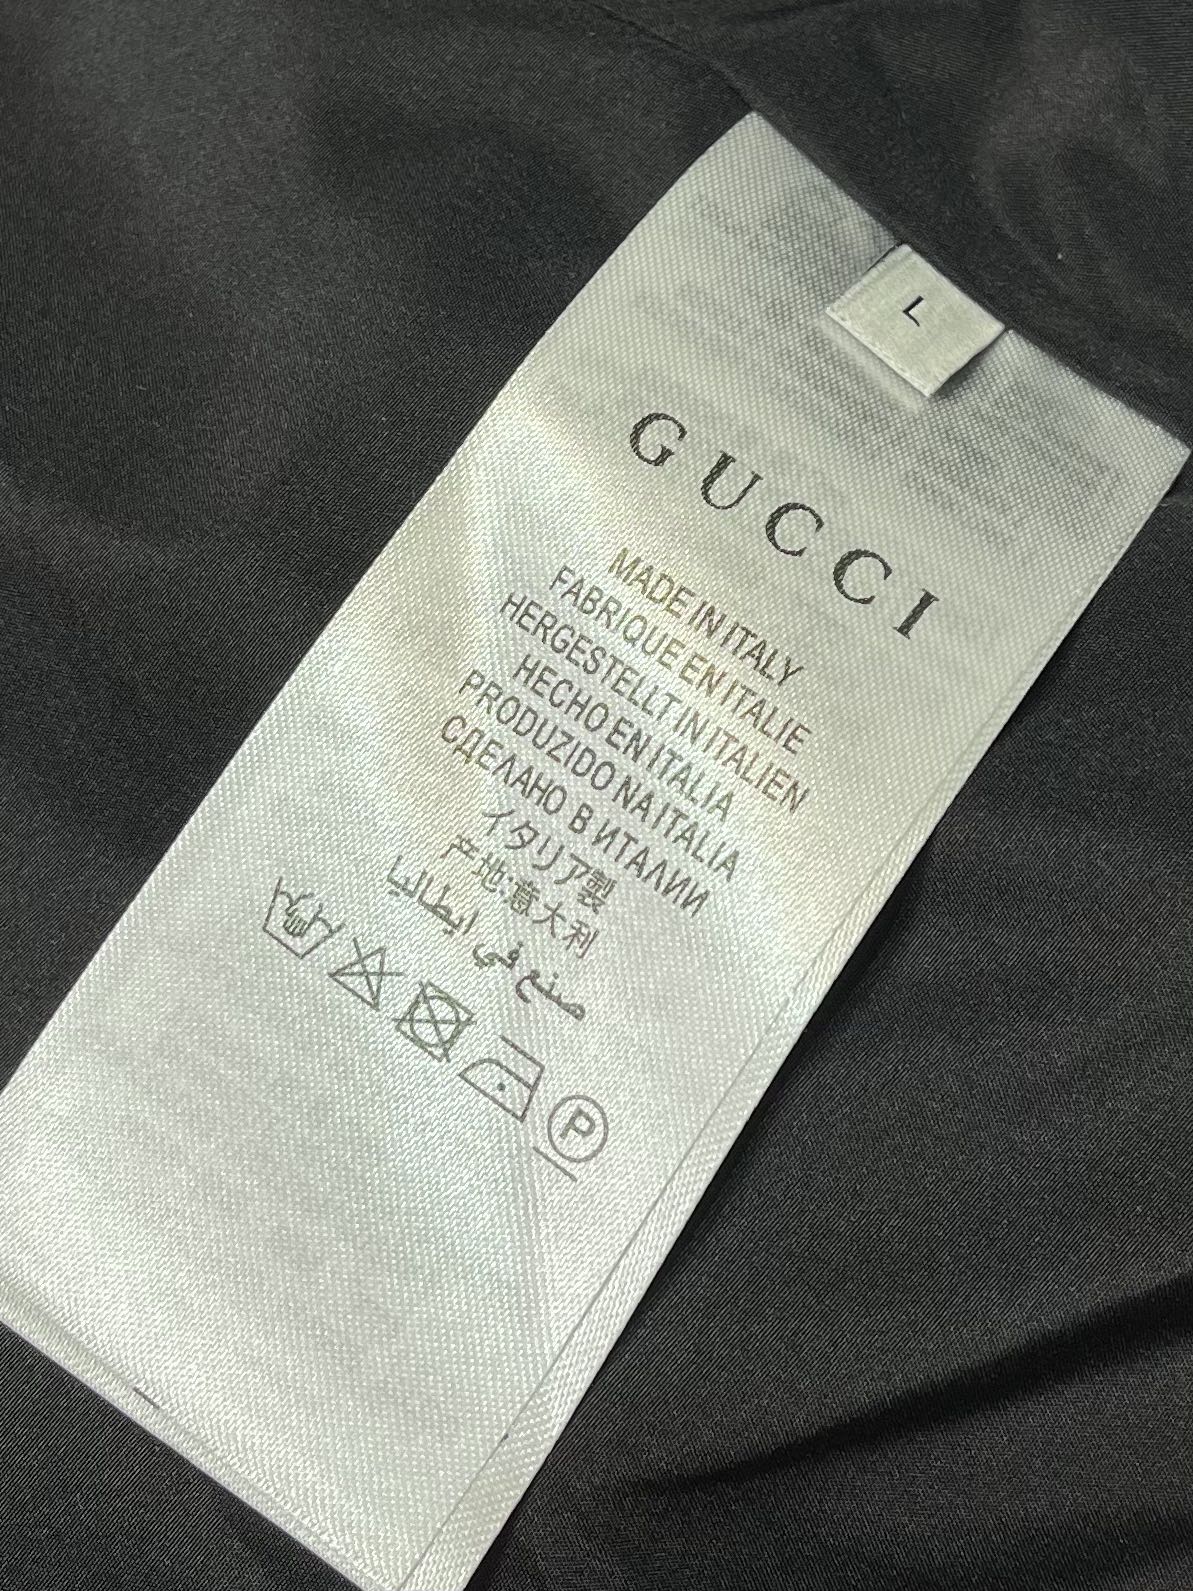 L
GUCCI
MADE IN ITALY
FABRIQUE EN ITALIE
HERGESTELLT IN ITALIEN
HECHO EN ITALIA
PRODUZIDO NA ITALIA
СДЕЛАНО В ИТАЛИИ
イタリア製
产地:意大利
صنع في ايطاليا
P